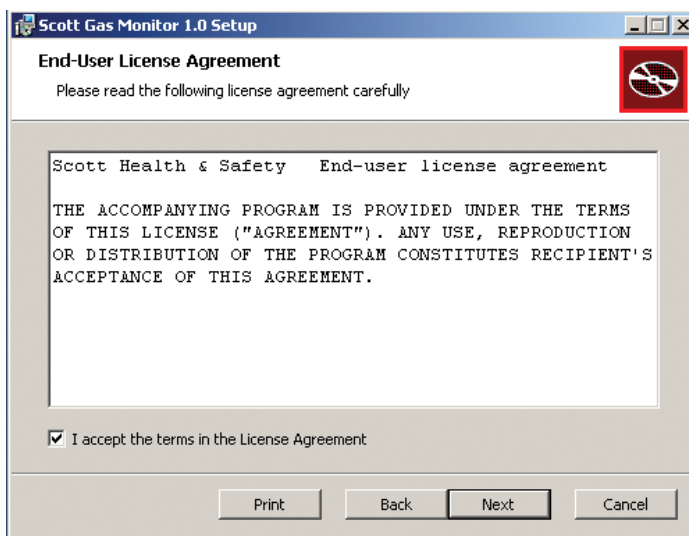 Scott Gas Monitor 1.0 Setup
End-User License Agreement
Please read the following license agreement carefully
Scott Health & Safety   End-user license agreement
THE ACCOMPANYING PROGRAM IS PROVIDED UNDER THE TERMS
OF THIS LICENSE ("AGREEMENT"). ANY USE, REPRODUCTION
OR DISTRIBUTION OF THE PROGRAM CONSTITUTES RECIPIENT'S
ACCEPTANCE OF THIS AGREEMENT.
I accept the terms in the License Agreement
Print Back Next Cancel